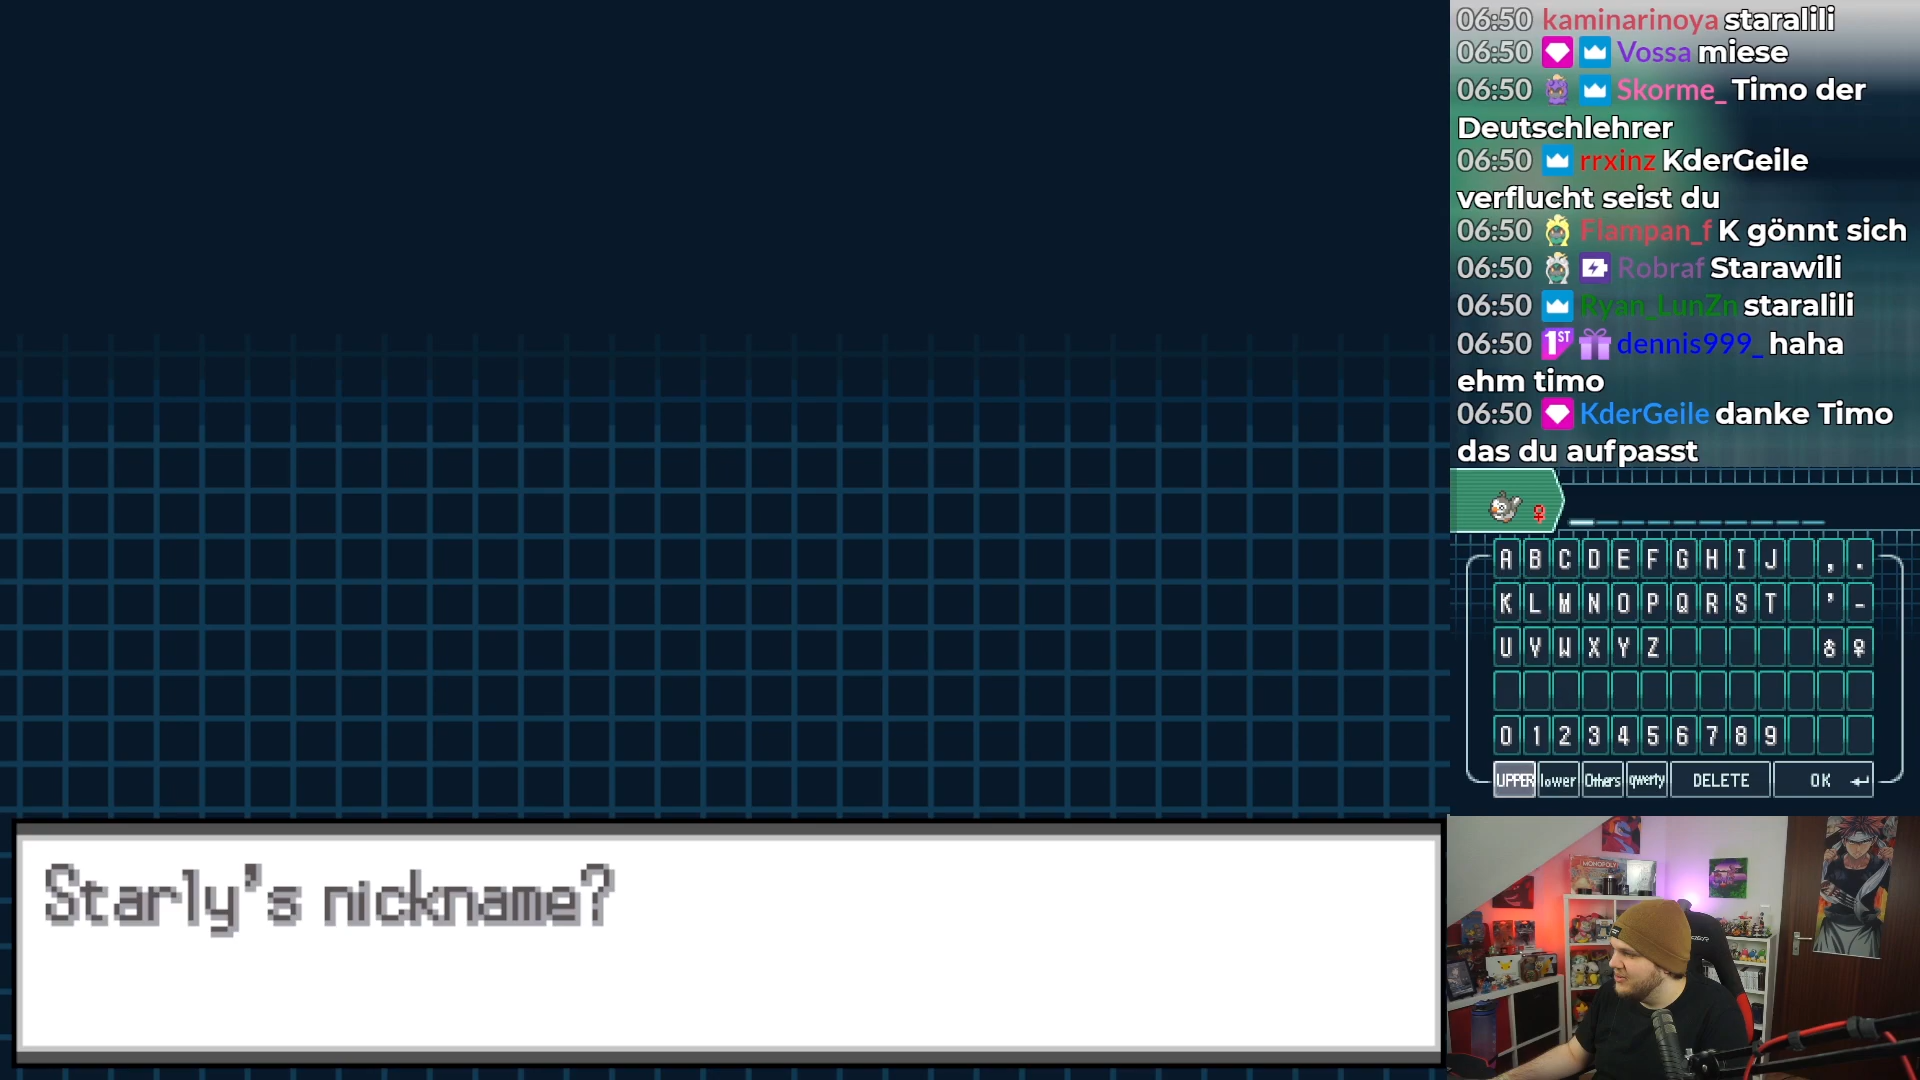 06:50 kaminarinoya staralili
06:50 Vossa miese
06:50 Skorme_ Timo der
Deutschlehrer
06:50 rrxinz KderGeile
verflucht seist du
06:50 Flampan_f K gönnt sich
06:50 Robraf Starawili
06:50 Ryan_LunZn staralili
06:50 1ST dennis999_ haha
ehm timo
06:50 KderGeile danke Timo
das du aufpasst
♀
A B C D E F G H I J , .
K L M N O P Q R S T ' -
U V W X Y Z ♂ ♀
0 1 2 3 4 5 6 7 8 9
UPPER lower Others qwerty DELETE OK
Starly's nickname?
MONOPOLY